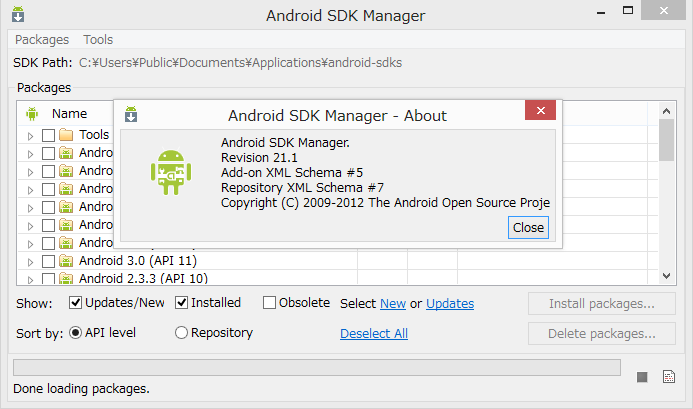 Android SDK Manager
Packages Tools
SDK Path: C:¥Users¥Public¥Documents¥Applications¥android-sdks
Packages
Name
Tools
Andro
Andro
Andro
Andro
Andro
Android 3.0 (API 11)
Android 2.3.3 (API 10)
Android SDK Manager - About
Android SDK Manager.
Revision 21.1
Add-on XML Schema #5
Repository XML Schema #7
Copyright (C) 2009-2012 The Android Open Source Proje
Close
Show: Updates/New Installed Obsolete Select New or Updates Install packages...
Sort by: API level Repository Deselect All Delete packages...
Done loading packages.